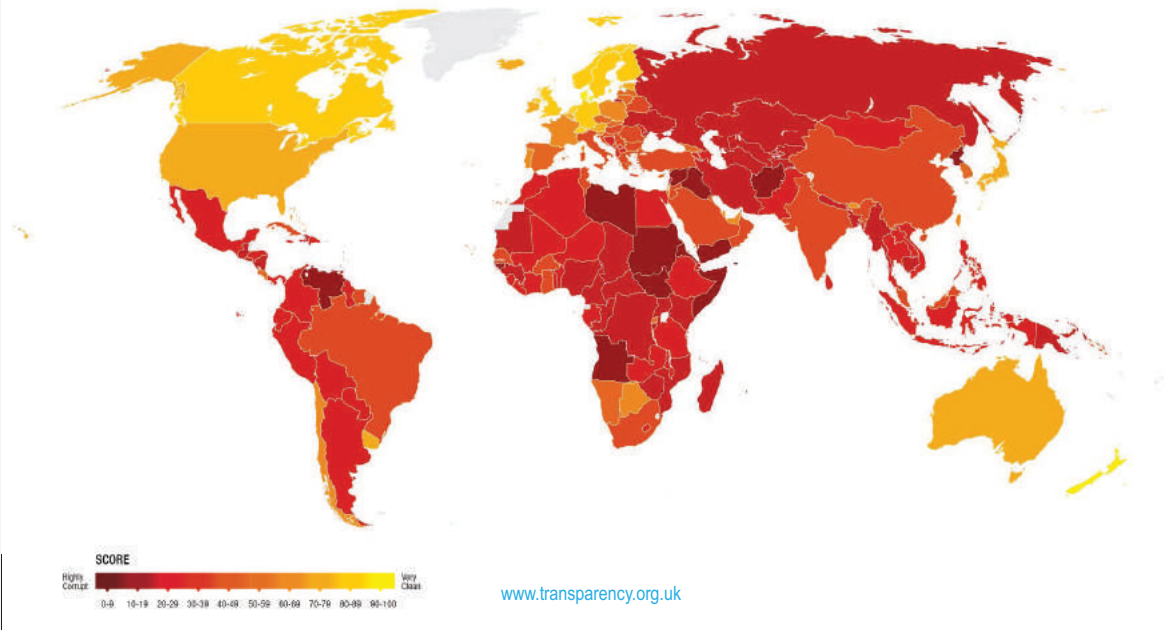 SCORE
Highly
Corrupt
Very
Clean
0-9 10-19 20-29 30-39 40-49 50-59 60-69 70-79 80-89 90-100
www.transparency.org.uk